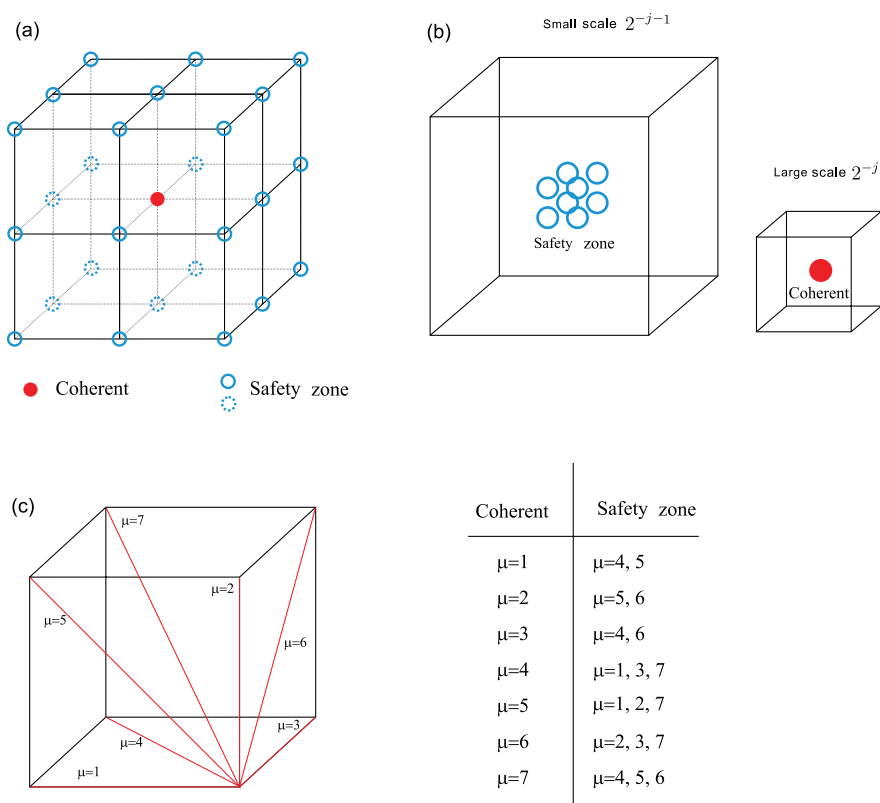 (a)
Coherent
Safety zone
(b)
Small scale 2^{-j-1}
Safety zone
Large scale 2^{-j}
Coherent
(c)
μ=7
μ=2
μ=5
μ=6
μ=3
μ=4
μ=1
Coherent Safety zone
μ=1 μ=4, 5
μ=2 μ=5, 6
μ=3 μ=4, 6
μ=4 μ=1, 3, 7
μ=5 μ=1, 2, 7
μ=6 μ=2, 3, 7
μ=7 μ=4, 5, 6